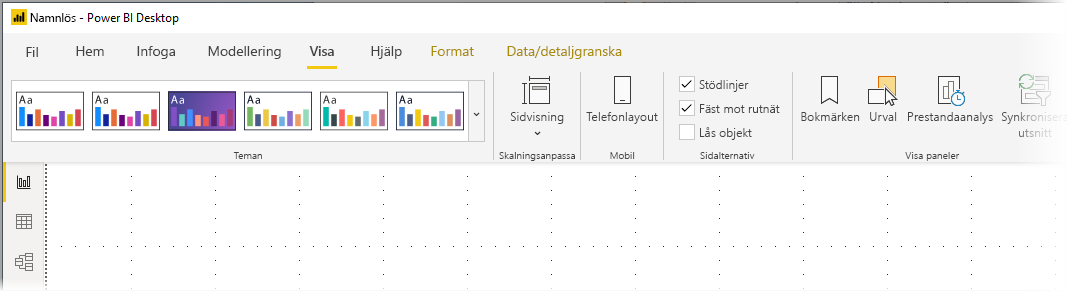 Namnlös - Power BI Desktop
Fil Hem Infoga Modellering Visa Hjälp Format Data/detaljgranska
Aa Aa Aa Aa Aa Aa
Sidvisning
Telefonlayout
Stödlinjer
Fäst mot rutnät
Lås objekt
Bokmärken Urval Prestandaanalys Synkronisera
utsnitt
Teman Skalningsanpassa Mobil Sidalternativ Visa paneler